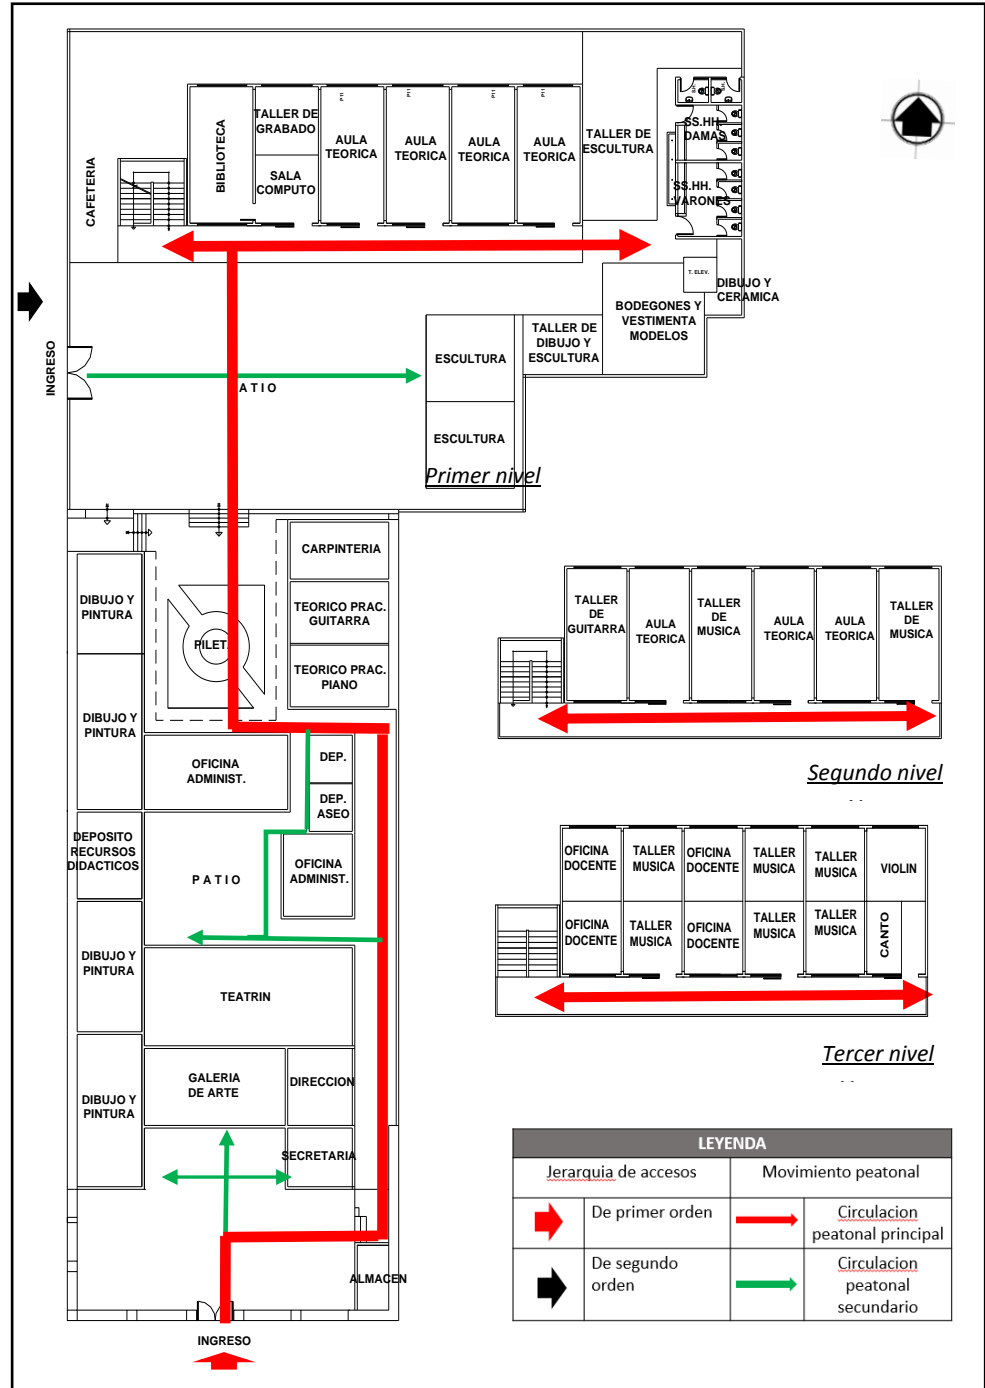 CAFETERIA
BIBLIOTECA
TALLER DE
GRABADO
SALA
COMPUTO
AULA
TEORICA
AULA
TEORICA
AULA
TEORICA
AULA
TEORICA
TALLER DE
ESCULTURA
SS.HH.
DAMAS
SS.HH.
VARONES
T. ELEV.
DIBUJO Y
CERAMICA
BODEGONES Y
VESTIMENTA
MODELOS
TALLER DE
DIBUJO Y
ESCULTURA
ESCULTURA
ESCULTURA
INGRESO
ATIO
Primer nivel
CARPINTERIA
TEORICO PRAC.
GUITARRA
TEORICO PRAC.
PIANO
DIBUJO Y
PINTURA
PILET
DIBUJO Y
PINTURA
OFICINA
ADMINIST.
DEP.
DEP.
ASEO
DEPOSITO
RECURSOS
DIDACTICOS
PATIO
OFICINA
ADMINIST.
DIBUJO Y
PINTURA
TEATRIN
GALERIA
DE ARTE
DIRECCION
DIBUJO Y
PINTURA
SECRETARIA
ALMACEN
INGRESO
TALLER
DE
GUITARRA
AULA
TEORICA
TALLER
DE
MUSICA
AULA
TEORICA
AULA
TEORICA
TALLER
DE
MUSICA
Segundo nivel
OFICINA
DOCENTE
TALLER
MUSICA
OFICINA
DOCENTE
TALLER
MUSICA
TALLER
MUSICA
VIOLIN
OFICINA
DOCENTE
TALLER
MUSICA
OFICINA
DOCENTE
TALLER
MUSICA
TALLER
MUSICA
CANTO
Tercer nivel
LEYENDA
Jerarquia de accesos
Movimiento peatonal
De primer orden
Circulacion
peatonal principal
De segundo
orden
Circulacion
peatonal
secundario